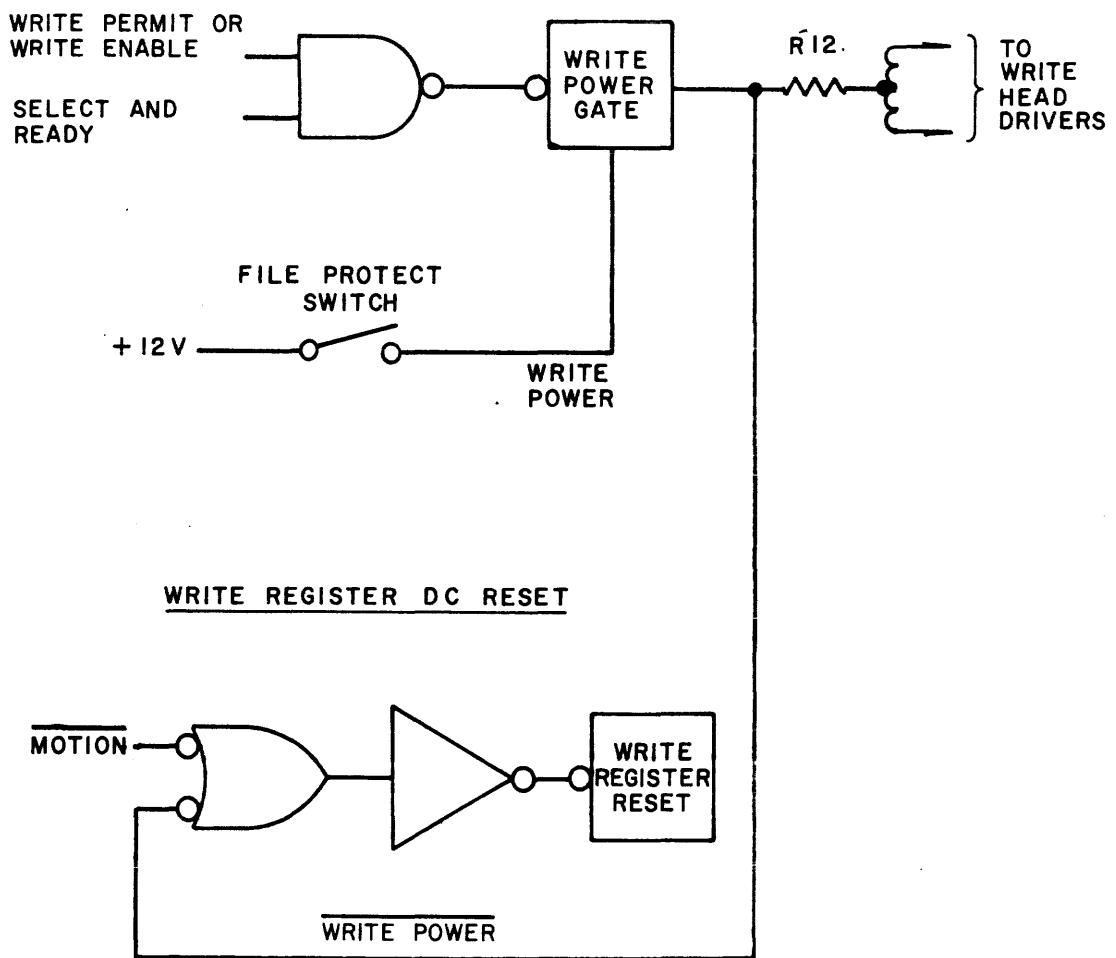 WRITE PERMIT OR
WRITE ENABLE
SELECT AND
READY
WRITE
POWER
GATE
R12.
TO
WRITE
HEAD
DRIVERS
FILE PROTECT
SWITCH
+12V
WRITE
POWER
WRITE REGISTER DC RESET
MOTION
WRITE
REGISTER
RESET
WRITE POWER